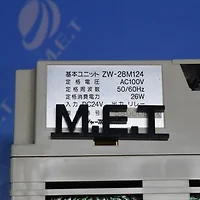 M.E.T
基本ユニット ZW-28M124
定格電圧 AC100V
定格周波数 50/60Hz
定格消費電力 26W
入力 DC24V 出力 リレー
M.E.T